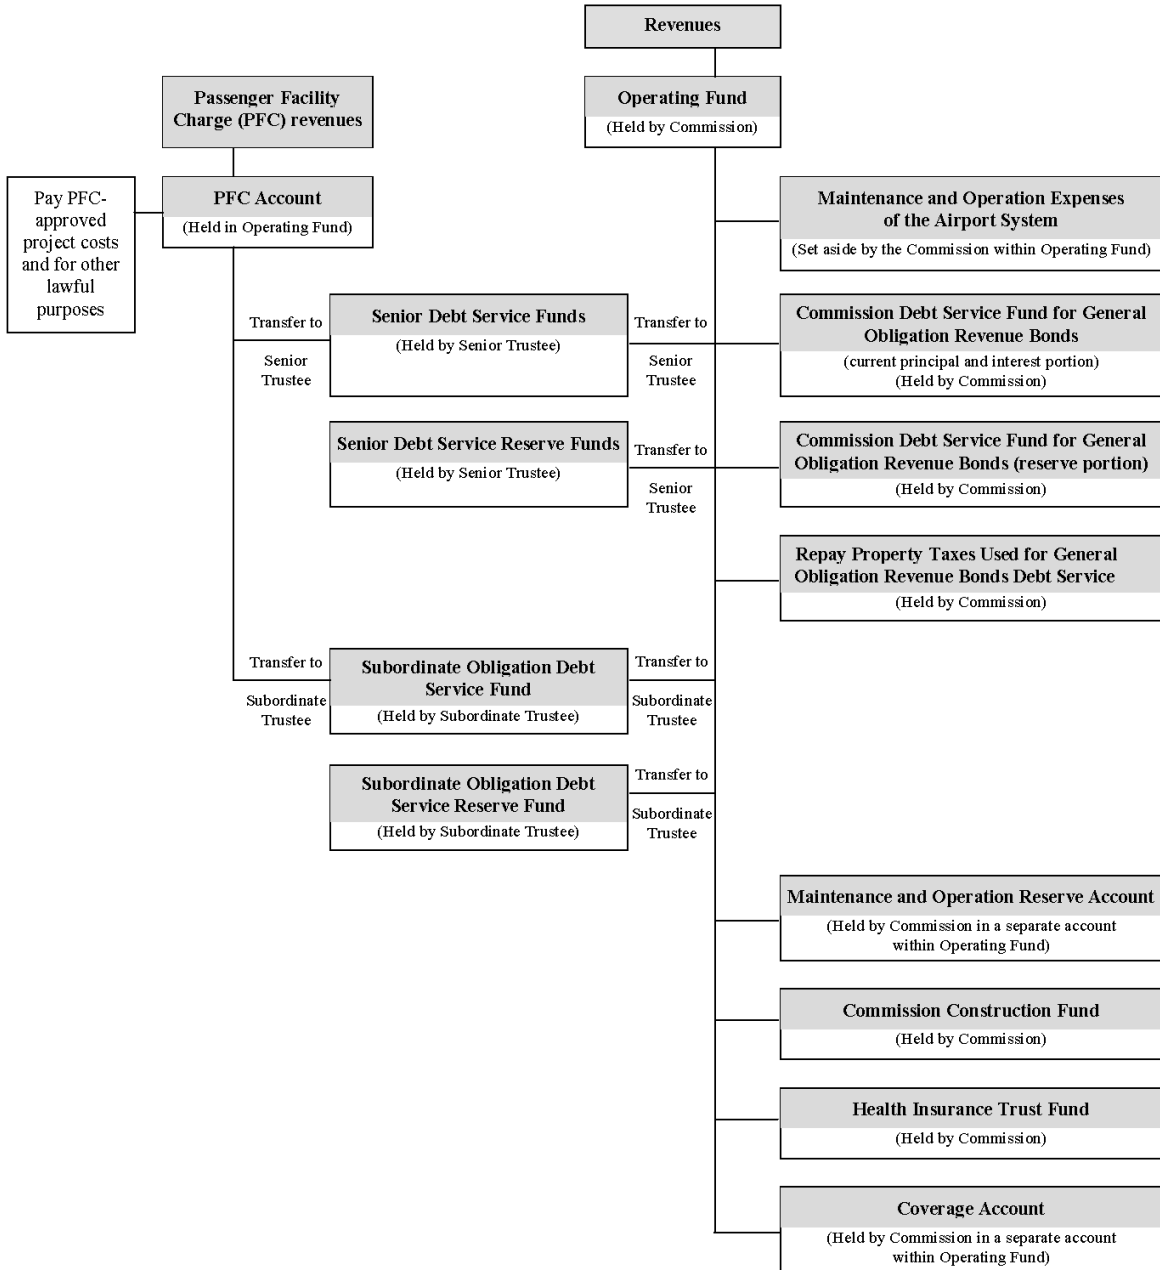 Revenues
Operating Fund
(Held by Commission)
Passenger Facility
Charge (PFC) revenues
PFC Account
(Held in Operating Fund)
Pay PFC-
approved
project costs
and for other
lawful
purposes
Maintenance and Operation Expenses
of the Airport System
(Set aside by the Commission within Operating Fund)
Transfer to
Senior
Trustee
Senior Debt Service Funds
(Held by Senior Trustee)
Transfer to
Senior
Trustee
Commission Debt Service Fund for General
Obligation Revenue Bonds
(current principal and interest portion)
(Held by Commission)
Senior Debt Service Reserve Funds
(Held by Senior Trustee)
Transfer to
Senior
Trustee
Commission Debt Service Fund for General
Obligation Revenue Bonds (reserve portion)
(Held by Commission)
Repay Property Taxes Used for General
Obligation Revenue Bonds Debt Service
(Held by Commission)
Transfer to
Subordinate
Trustee
Subordinate Obligation Debt
Service Fund
(Held by Subordinate Trustee)
Transfer to
Subordinate
Trustee
Subordinate Obligation Debt
Service Reserve Fund
(Held by Subordinate Trustee)
Transfer to
Subordinate
Trustee
Maintenance and Operation Reserve Account
(Held by Commission in a separate account
within Operating Fund)
Commission Construction Fund
(Held by Commission)
Health Insurance Trust Fund
(Held by Commission)
Coverage Account
(Held by Commission in a separate account
within Operating Fund)